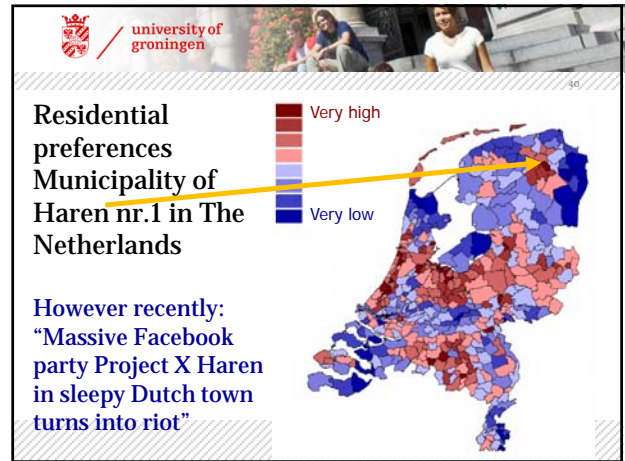 university of
groningen
40
Residential
preferences
Municipality of
Haren nr.1 in The
Netherlands
Very high
Very low
However recently:
“Massive Facebook
party Project X Haren
in sleepy Dutch town
turns into riot”